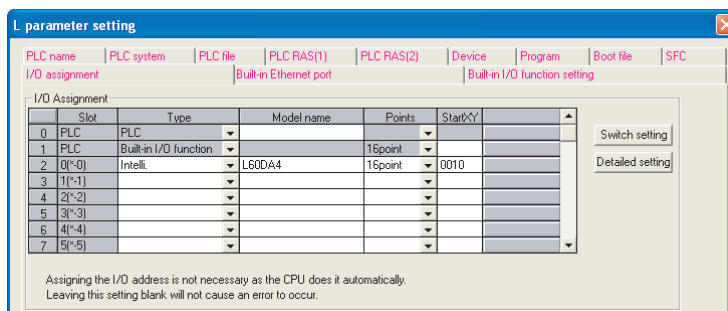 L parameter setting
PLC name PLC system PLC file PLC RAS(1) PLC RAS(2) Device Program Boot file SFC
I/O assignment Built-in Ethernet port Built-in I/O function setting
I/O Assignment
Slot Type Model name Points StartXY
0 PLC PLC
1 PLC Built-in I/O function 16point
2 0(*-0) Intelli. L60DA4 16point 0010
3 1(*-1)
4 2(*-2)
5 3(*-3)
6 4(*-4)
7 5(*-5)
Switch setting
Detailed setting
Assigning the I/O address is not necessary as the CPU does it automatically.
Leaving this setting blank will not cause an error to occur.